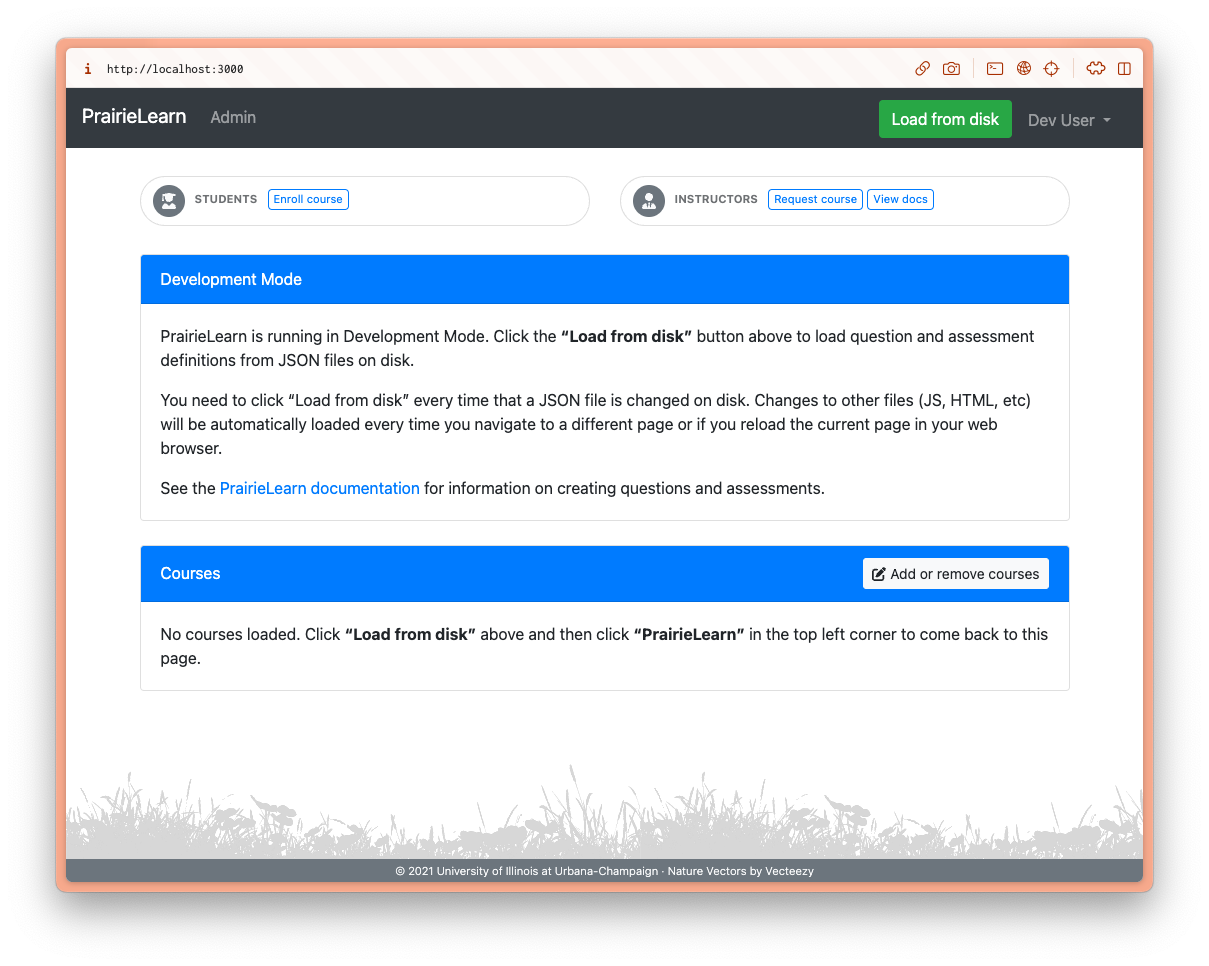 http://localhost:3000
PrairieLearn Admin Load from disk Dev User
STUDENTS Enroll course INSTRUCTORS Request course View docs
Development Mode
PrairieLearn is running in Development Mode. Click the “Load from disk” button above to load question and assessment
definitions from JSON files on disk.
You need to click “Load from disk” every time that a JSON file is changed on disk. Changes to other files (JS, HTML, etc)
will be automatically loaded every time you navigate to a different page or if you reload the current page in your web
browser.
See the PrairieLearn documentation for information on creating questions and assessments.
Courses Add or remove courses
No courses loaded. Click “Load from disk” above and then click “PrairieLearn” in the top left corner to come back to this
page.
© 2021 University of Illinois at Urbana-Champaign · Nature Vectors by Vecteezy